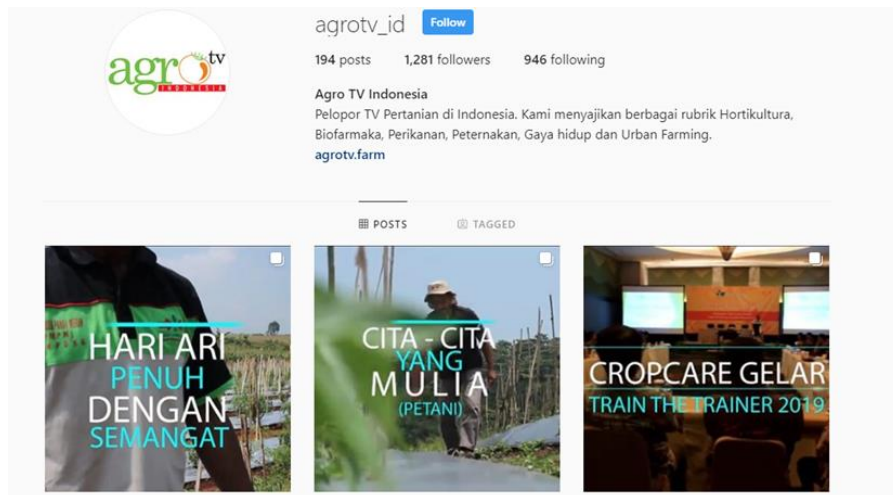 agro tv
INDONESIA
agrotv_id Follow
194 posts 1,281 followers 946 following
Agro TV Indonesia
Pelopor TV Pertanian di Indonesia. Kami menyajikan berbagai rubrik Hortikultura,
Biofarmaka, Perikanan, Peternakan, Gaya hidup dan Urban Farming.
agrotv.farm
POSTS TAGGED
HARI ARI
PENUH
DENGAN
SEMANGAT
CITA - CITA
YANG
MULIA
(PETANI)
CROPCARE GELAR
TRAIN THE TRAINER 2019